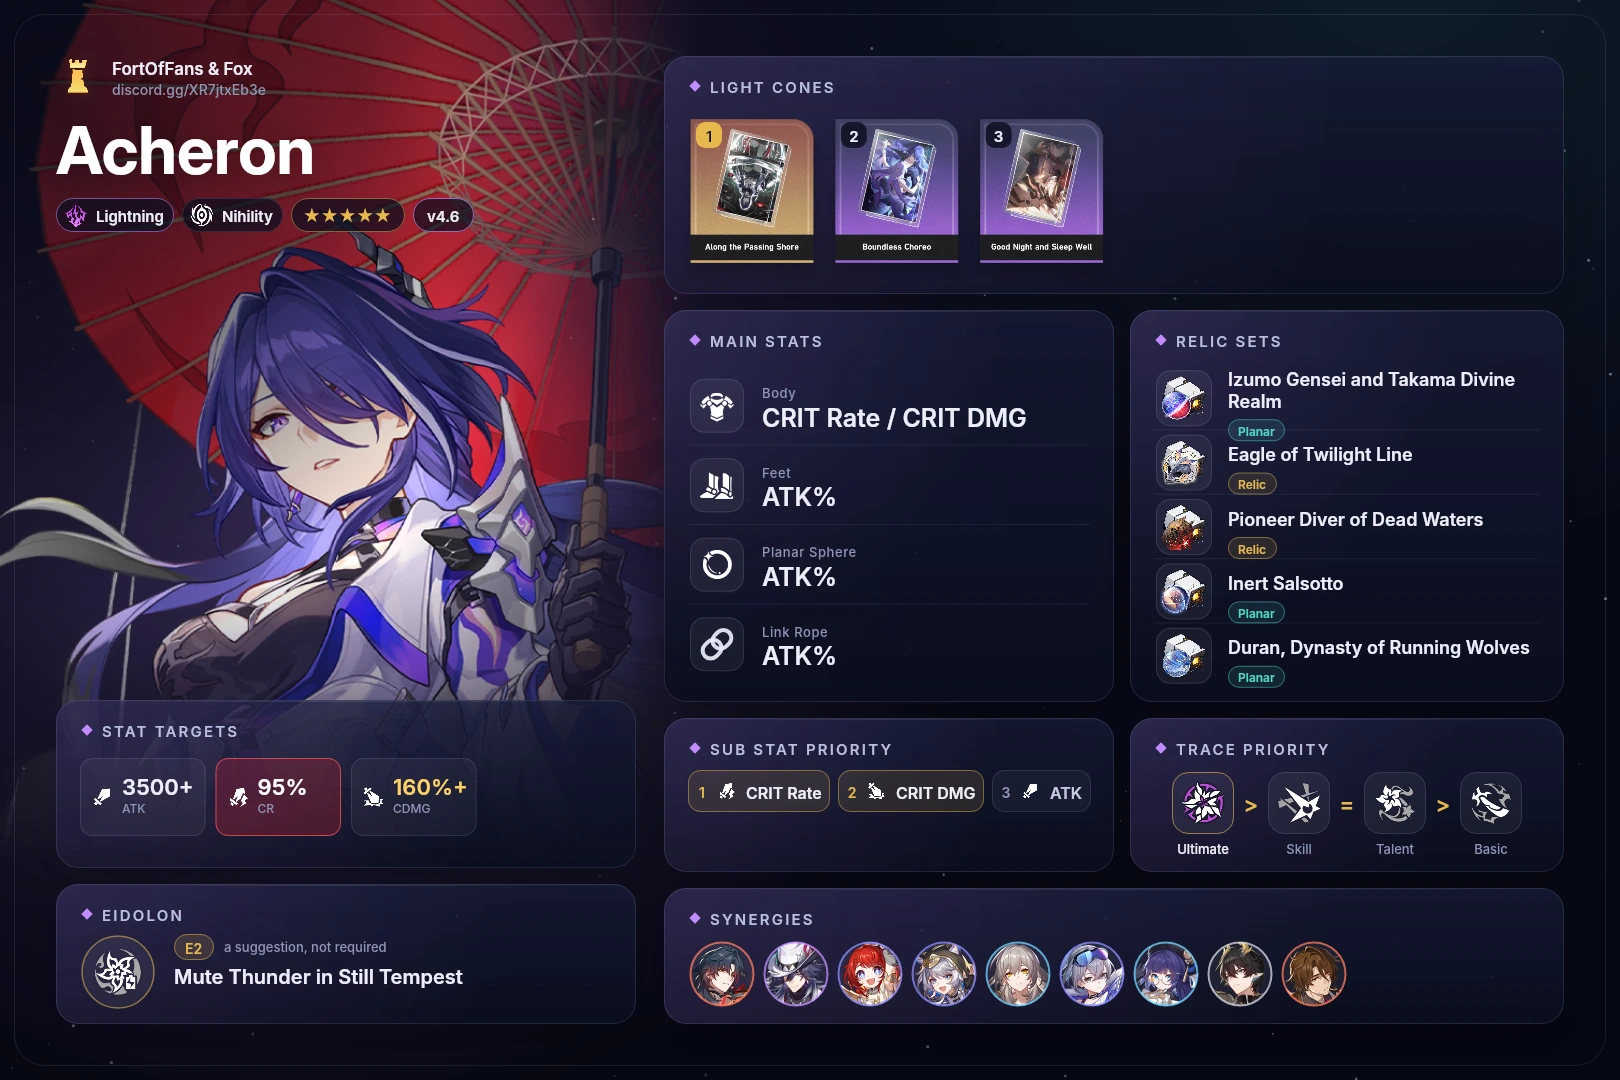 FortOfFans & Fox
discord.gg/XR7jtxEb3e
Acheron
Lightning
Nihility
★★★★★
v4.6
STAT TARGETS
3500+
ATK
95%
CR
160%+
CDMG
EIDOLON
E2
a suggestion, not required
Mute Thunder in Still Tempest
LIGHT CONES
1
Along the Passing Shore
2
Boundless Choreo
3
Good Night and Sleep Well
MAIN STATS
Body
CRIT Rate / CRIT DMG
Feet
ATK%
Planar Sphere
ATK%
Link Rope
ATK%
RELIC SETS
Izumo Gensei and Takama Divine
Realm
Planar
Eagle of Twilight Line
Relic
Pioneer Diver of Dead Waters
Relic
Inert Salsotto
Planar
Duran, Dynasty of Running Wolves
Planar
SUB STAT PRIORITY
1 CRIT Rate
2 CRIT DMG
3 ATK
TRACE PRIORITY
> = >
Ultimate
Skill
Talent
Basic
SYNERGIES